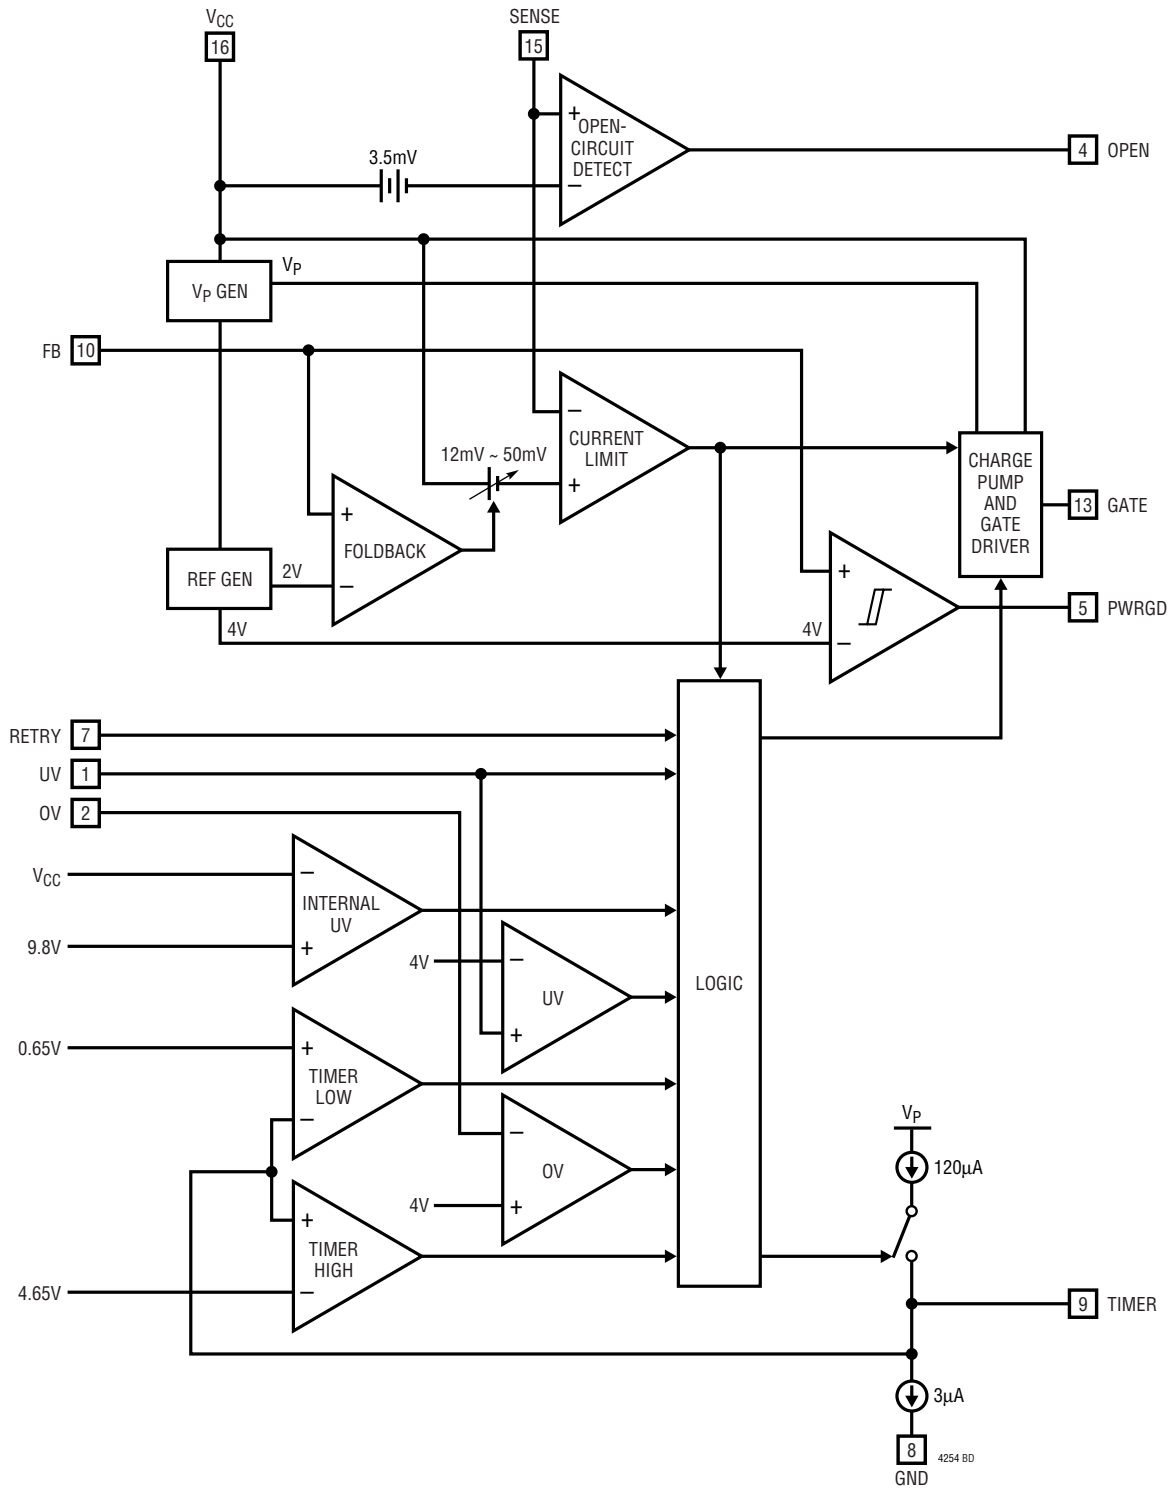 VCC
16
SENSE
15
+
OPEN-
CIRCUIT
DETECT
−
3.5mV
4
OPEN
VP GEN
VP
FB
10
12mV ~ 50mV
−
CURRENT
LIMIT
+
CHARGE
PUMP
AND
GATE
DRIVER
13
GATE
+
FOLDBACK
−
REF GEN
2V
4V
4V
+
−
5
PWRGD
RETRY
7
UV
1
OV
2
VCC
−
INTERNAL
UV
+
9.8V
4V
−
UV
+
LOGIC
0.65V
+
TIMER
LOW
−
−
OV
+
4V
+
TIMER
HIGH
−
4.65V
VP
120µA
9
TIMER
3µA
8
GND
4254 BD